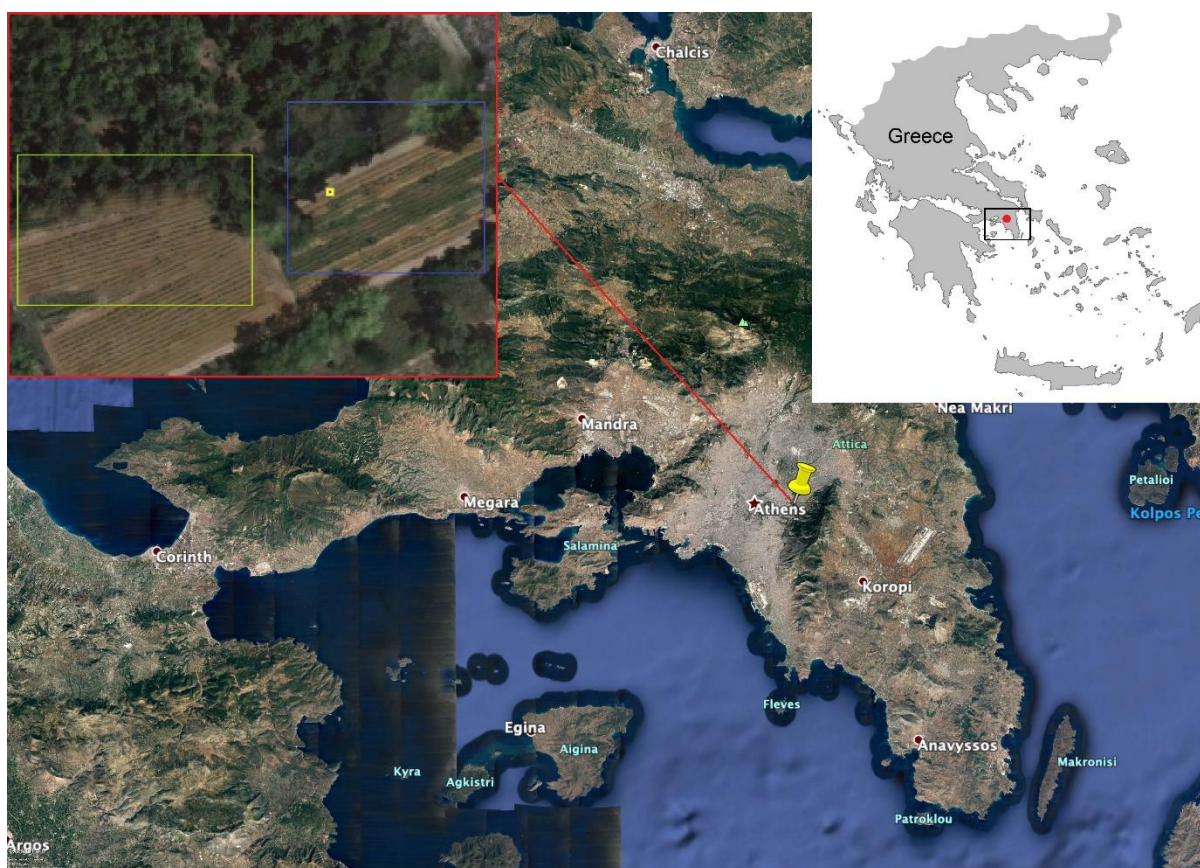 Chalcis
Greece
Nea Makri
Mandra
Attica
Petalioi
Megara
Athens
Kolpos Pe
Corinth
Salamina
Koropi
Fleves
Egina
Aigina
Anavyssos
Kyra
Agkistri
Makronisi
Patroklou
Argos